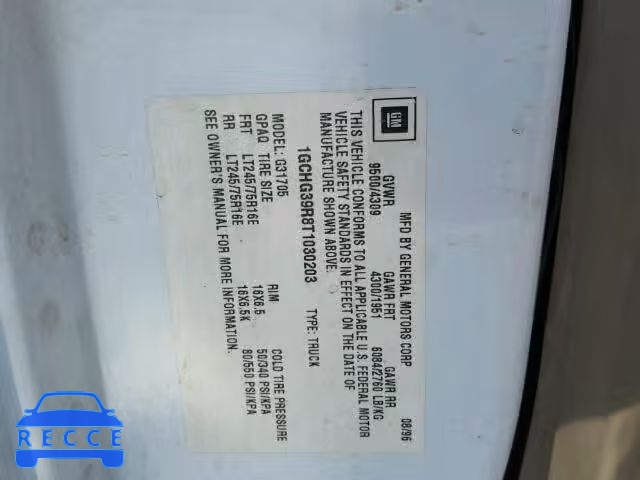 GM
MFD BY GENERAL MOTORS CORP 08/96
GVWR GAWR FRT GAWR RR
9500/4309 4300/1951 6084/2760 LB/KG
THIS VEHICLE CONFORMS TO ALL APPLICABLE U.S. FEDERAL MOTOR
VEHICLE SAFETY STANDARDS IN EFFECT ON THE DATE OF
MANUFACTURE SHOWN ABOVE.
1GCHG39R8T1030203 TYPE: TRUCK
MODEL: G31705
GPAQ TIRE SIZE RIM COLD TIRE PRESSURE
FRT LT245/75R16E 16X6.5 50/340 PSI/KPA
RR LT245/75R16E 16X6.5K 80/550 PSI/KPA
SEE OWNER'S MANUAL FOR MORE INFORMATION.
RECCE